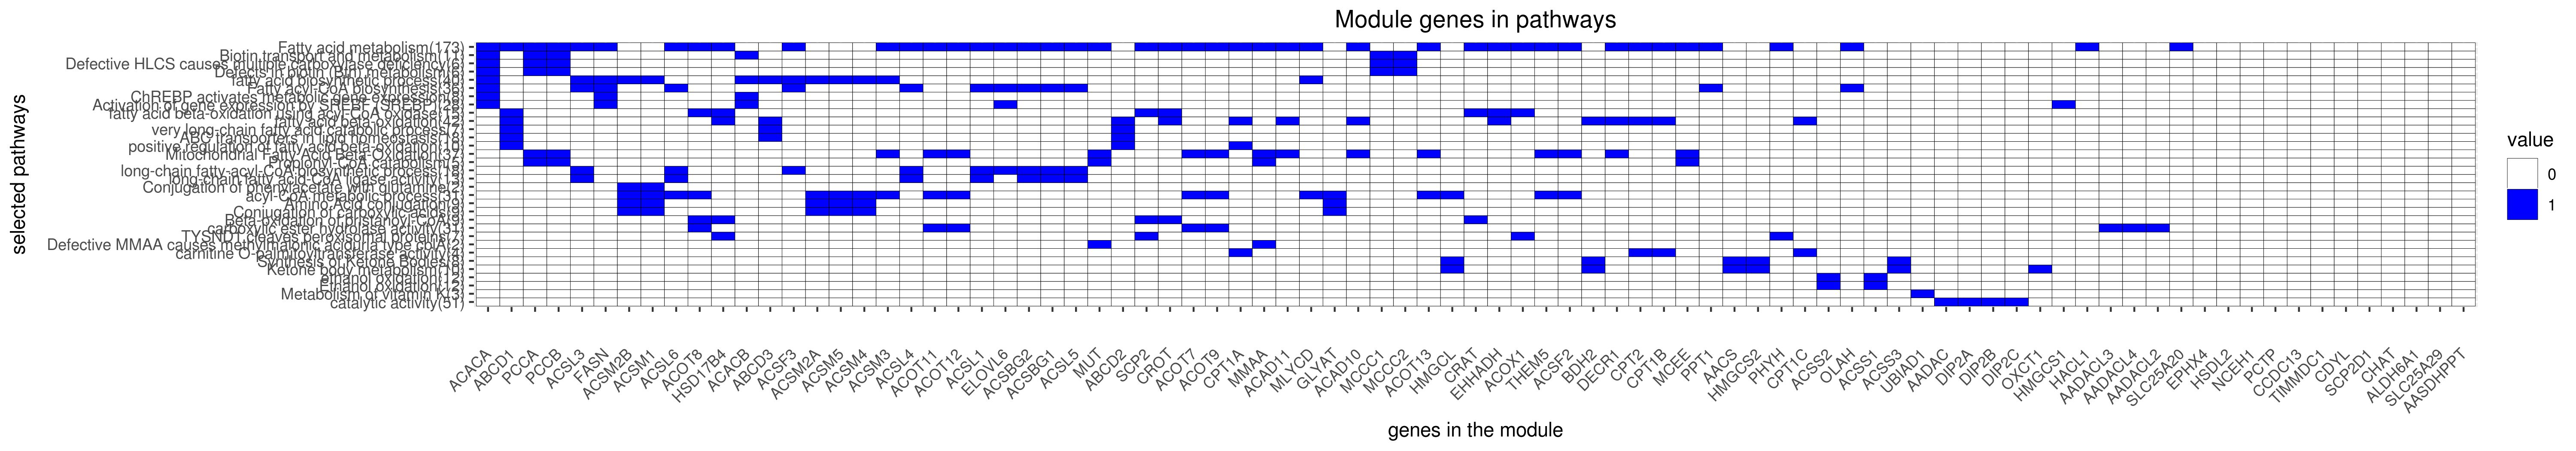 Module genes in pathways
selected pathways
Fatty acid metabolism(173)
Biotin transport and metabolism(11)
Defective HLCS causes multiple carboxylase deficiency(6)
Defects in biotin (Btn) metabolism(6)
fatty acid biosynthetic process(40)
Fatty acyl-CoA biosynthesis(36)
ChREBP activates metabolic gene expression(8)
Activation of gene expression by SREBF (SREBP)(28)
fatty acid beta-oxidation using acyl-CoA oxidase(15)
fatty acid beta-oxidation(42)
very long-chain fatty acid catabolic process(7)
ABC transporters in lipid homeostasis(18)
positive regulation of fatty acid beta-oxidation(10)
Mitochondrial Fatty Acid Beta-Oxidation(37)
Propionyl-CoA catabolism(5)
long-chain fatty-acyl-CoA biosynthetic process(18)
long-chain fatty acid-CoA ligase activity(13)
Conjugation of phenylacetate with glutamine(2)
acyl-CoA metabolic process(31)
Amino Acid conjugation(9)
Conjugation of carboxylic acids(9)
Beta-oxidation of pristanoyl-CoA(9)
carboxylic ester hydrolase activity(31)
TYSND1 cleaves peroxisomal proteins(7)
Defective MMAA causes methylmalonic aciduria type cblA(2)
carnitine O-palmitoyltransferase activity(4)
Synthesis of Ketone Bodies(8)
Ketone body metabolism(10)
ethanol oxidation(12)
Ethanol oxidation(12)
Metabolism of vitamin K(3)
catalytic activity(51)
ACACA
ABCD1
PCCA
PCCB
ACSL3
FASN
ACSM2B
ACSM1
ACSL6
ACOT8
HSD17B4
ACACB
ABCD3
ACSF3
ACSM2A
ACSM5
ACSM4
ACSM3
ACSL4
ACOT11
ACOT12
ACSL1
ELOVL6
ACSBG2
ACSBG1
ACSL5
MUT
ABCD2
SCP2
CROT
ACOT7
ACOT9
CPT1A
MMAA
ACAD11
MLYCD
GLYAT
ACAD10
MCCC1
MCCC2
ACOT13
HMGCL
CRAT
EHHADH
ACOX1
THEM5
ACSF2
BDH2
DECR1
CPT2
CPT1B
MCEE
PPT1
AACS
HMGCS2
PHYH
CPT1C
ACSS2
OLAH
ACSS1
ACSS3
UBIAD1
AADAC
DIP2A
DIP2B
DIP2C
OXCT1
HMGCS1
HACL1
AADACL3
AADACL4
AADACL2
SLC25A20
EPHX4
HSDL2
NCEH1
PCTP
CCDC13
TIMMDC1
CDYL
SCP2D1
CHAT
ALDH6A1
SLC25A29
AASDHPPT
genes in the module
value
0
1